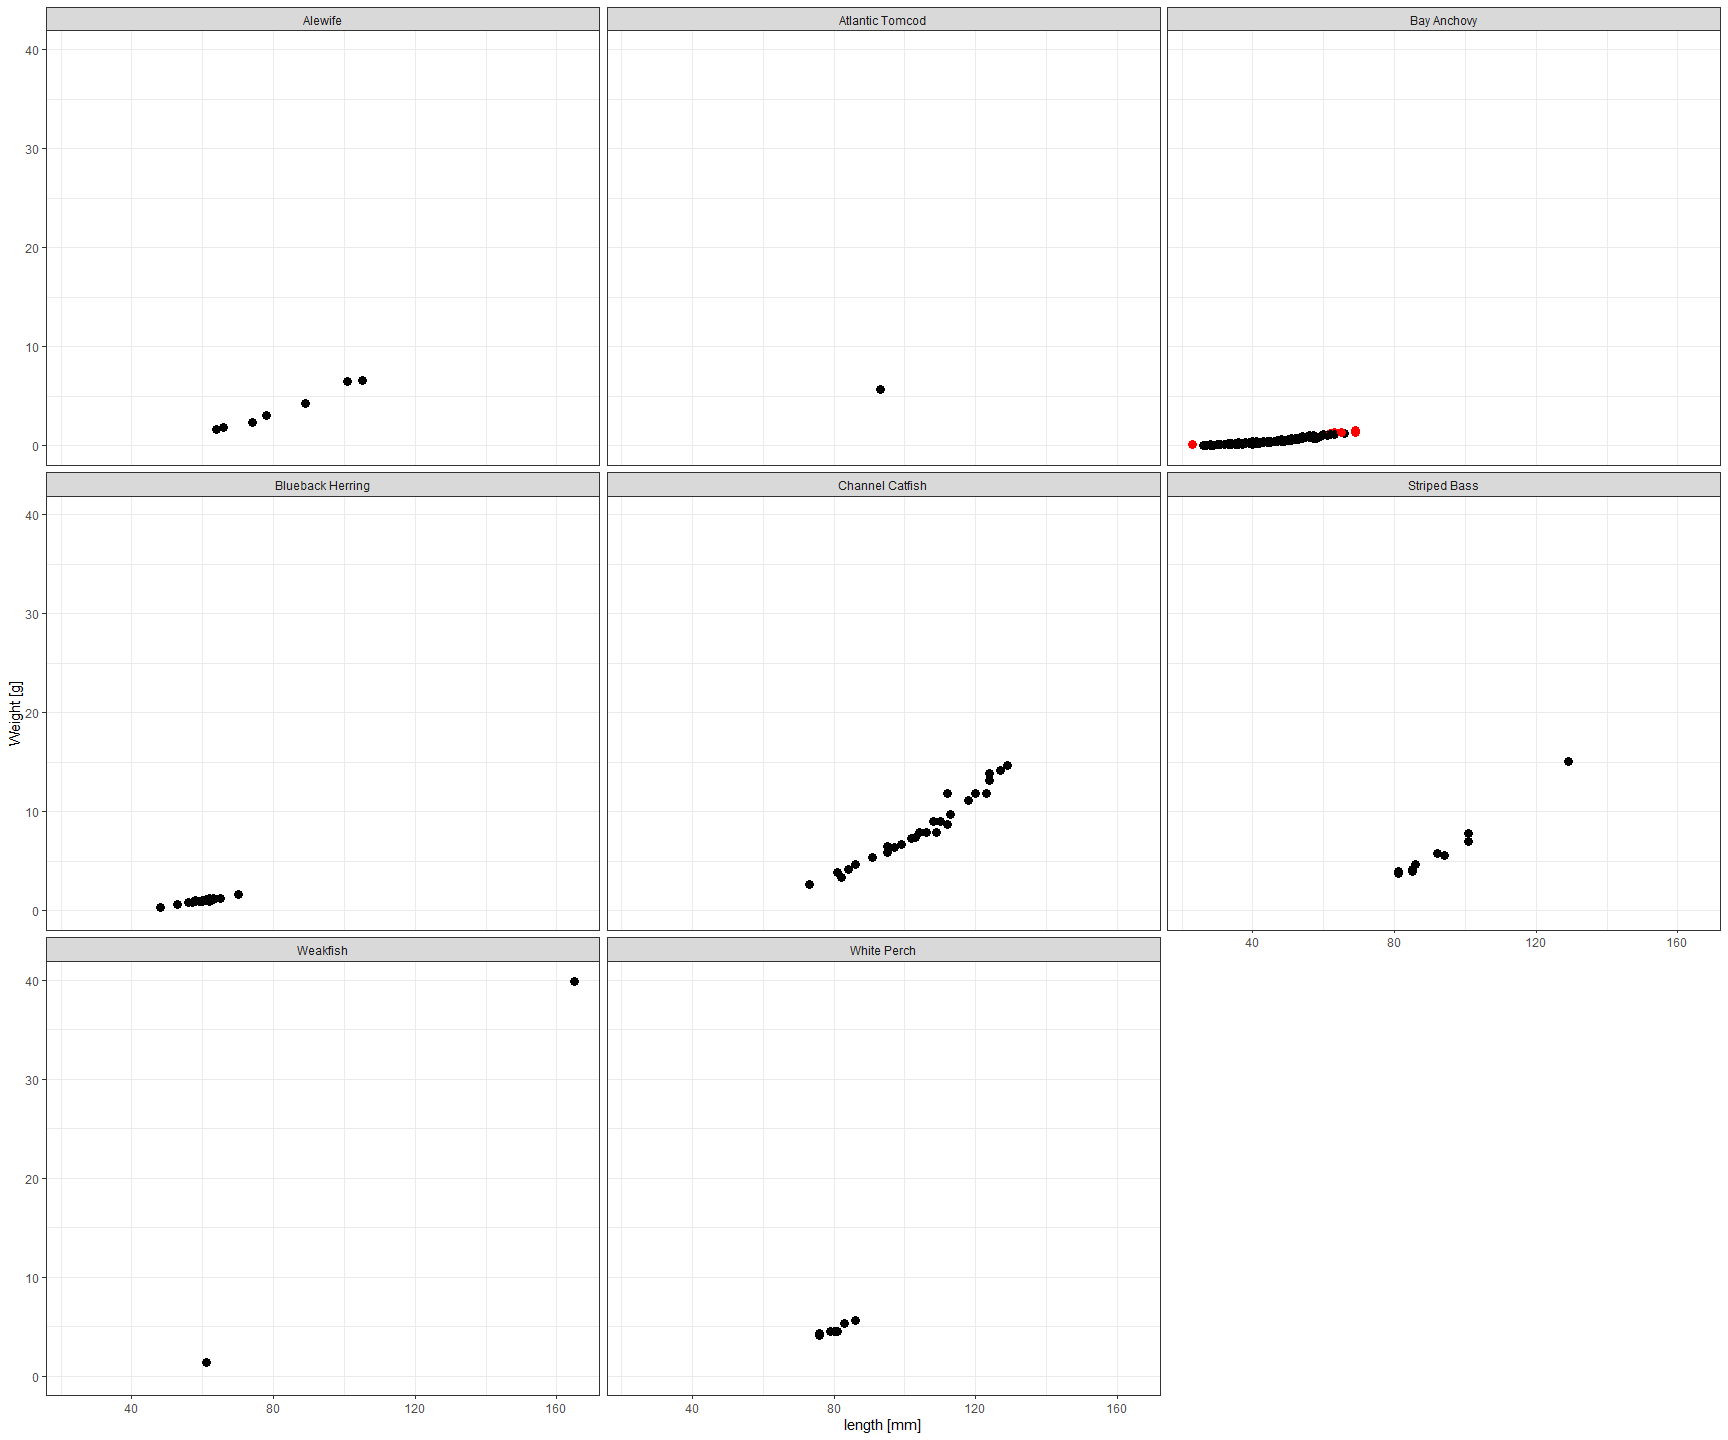 Alewife
Atlantic Tomcod
Bay Anchovy
40
30
20
10
0
Blueback Herring
Channel Catfish
Striped Bass
40
30
20
10
0
40 80 120 160
Weakfish
White Perch
40
30
20
10
0
40 80 120 160
40 80 120 160
length [mm]
Weight [g]